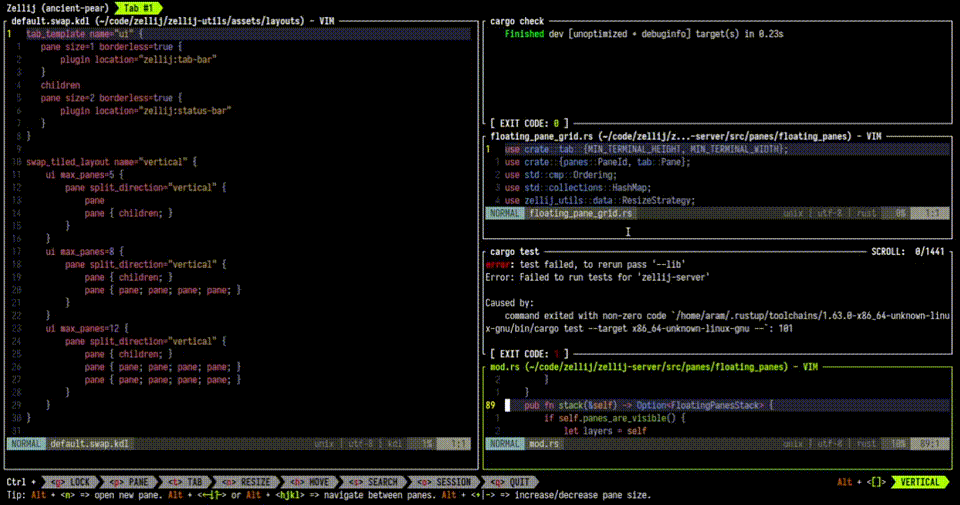 Zellij (ancient-pear) Tab #1
default.swap.kdl (~/code/zellij/zellij-utils/assets/layouts) - VIM
1 tab_template name="ui" {
1 pane size=1 borderless=true {
2 plugin location="zellij:tab-bar"
3 }
4 children
5 pane size=2 borderless=true {
6 plugin location="zellij:status-bar"
7 }
8 }
9
10 swap_tiled_layout name="vertical" {
11 ui max_panes=5 {
12 pane split_direction="vertical" {
13 pane
14 pane { children; }
15 }
16 }
17 ui max_panes=8 {
18 pane split_direction="vertical" {
19 pane { children; }
20 pane { pane; pane; pane; pane; }
21 }
22 }
23 ui max_panes=12 {
24 pane split_direction="vertical" {
25 pane { children; }
26 pane { pane; pane; pane; pane; }
27 pane { pane; pane; pane; pane; }
28 }
29 }
30 }
31
NORMAL default.swap.kdl unix | utf-8 | kdl 1% 1:1
cargo check
Finished dev [unoptimized + debuginfo] target(s) in 0.23s
[ EXIT CODE: 0 ]
floating_pane_grid.rs (~/code/zellij/z...-server/src/panes/floating_panes) - VIM
1 use crate::tab::{MIN_TERMINAL_HEIGHT, MIN_TERMINAL_WIDTH};
1 use crate::{panes::PaneId, tab::Pane};
2 use std::cmp::Ordering;
3 use std::collections::HashMap;
4 use zellij_utils::data::ResizeStrategy;
NORMAL floating_pane_grid.rs unix | utf-8 | rust 0% 1:1
cargo test SCROLL: 0/1441
error: test failed, to rerun pass '--lib'
Error: Failed to run tests for 'zellij-server'
Caused by:
command exited with non-zero code `/home/aram/.rustup/toolchains/1.63.0-x86_64-unknown-linu
x-gnu/bin/cargo test --target x86_64-unknown-linux-gnu --`: 101
[ EXIT CODE: 1 ]
mod.rs (~/code/zellij/zellij-server/src/panes/floating_panes) - VIM
2 }
1 }
89 pub fn stack(&self) -> Option<FloatingPanesStack> {
1 if self.panes_are_visible() {
2 let layers = self
NORMAL mod.rs unix | utf-8 | rust 10% 89:1
Ctrl + <g> LOCK <p> PANE <t> TAB <n> RESIZE <h> MOVE <s> SEARCH <o> SESSION <q> QUIT Alt + <[]> VERTICAL
Tip: Alt + <n> => open new pane. Alt + <←↓↑→> or Alt + <hjkl> => navigate between panes. Alt + <+|-> => increase/decrease pane size.